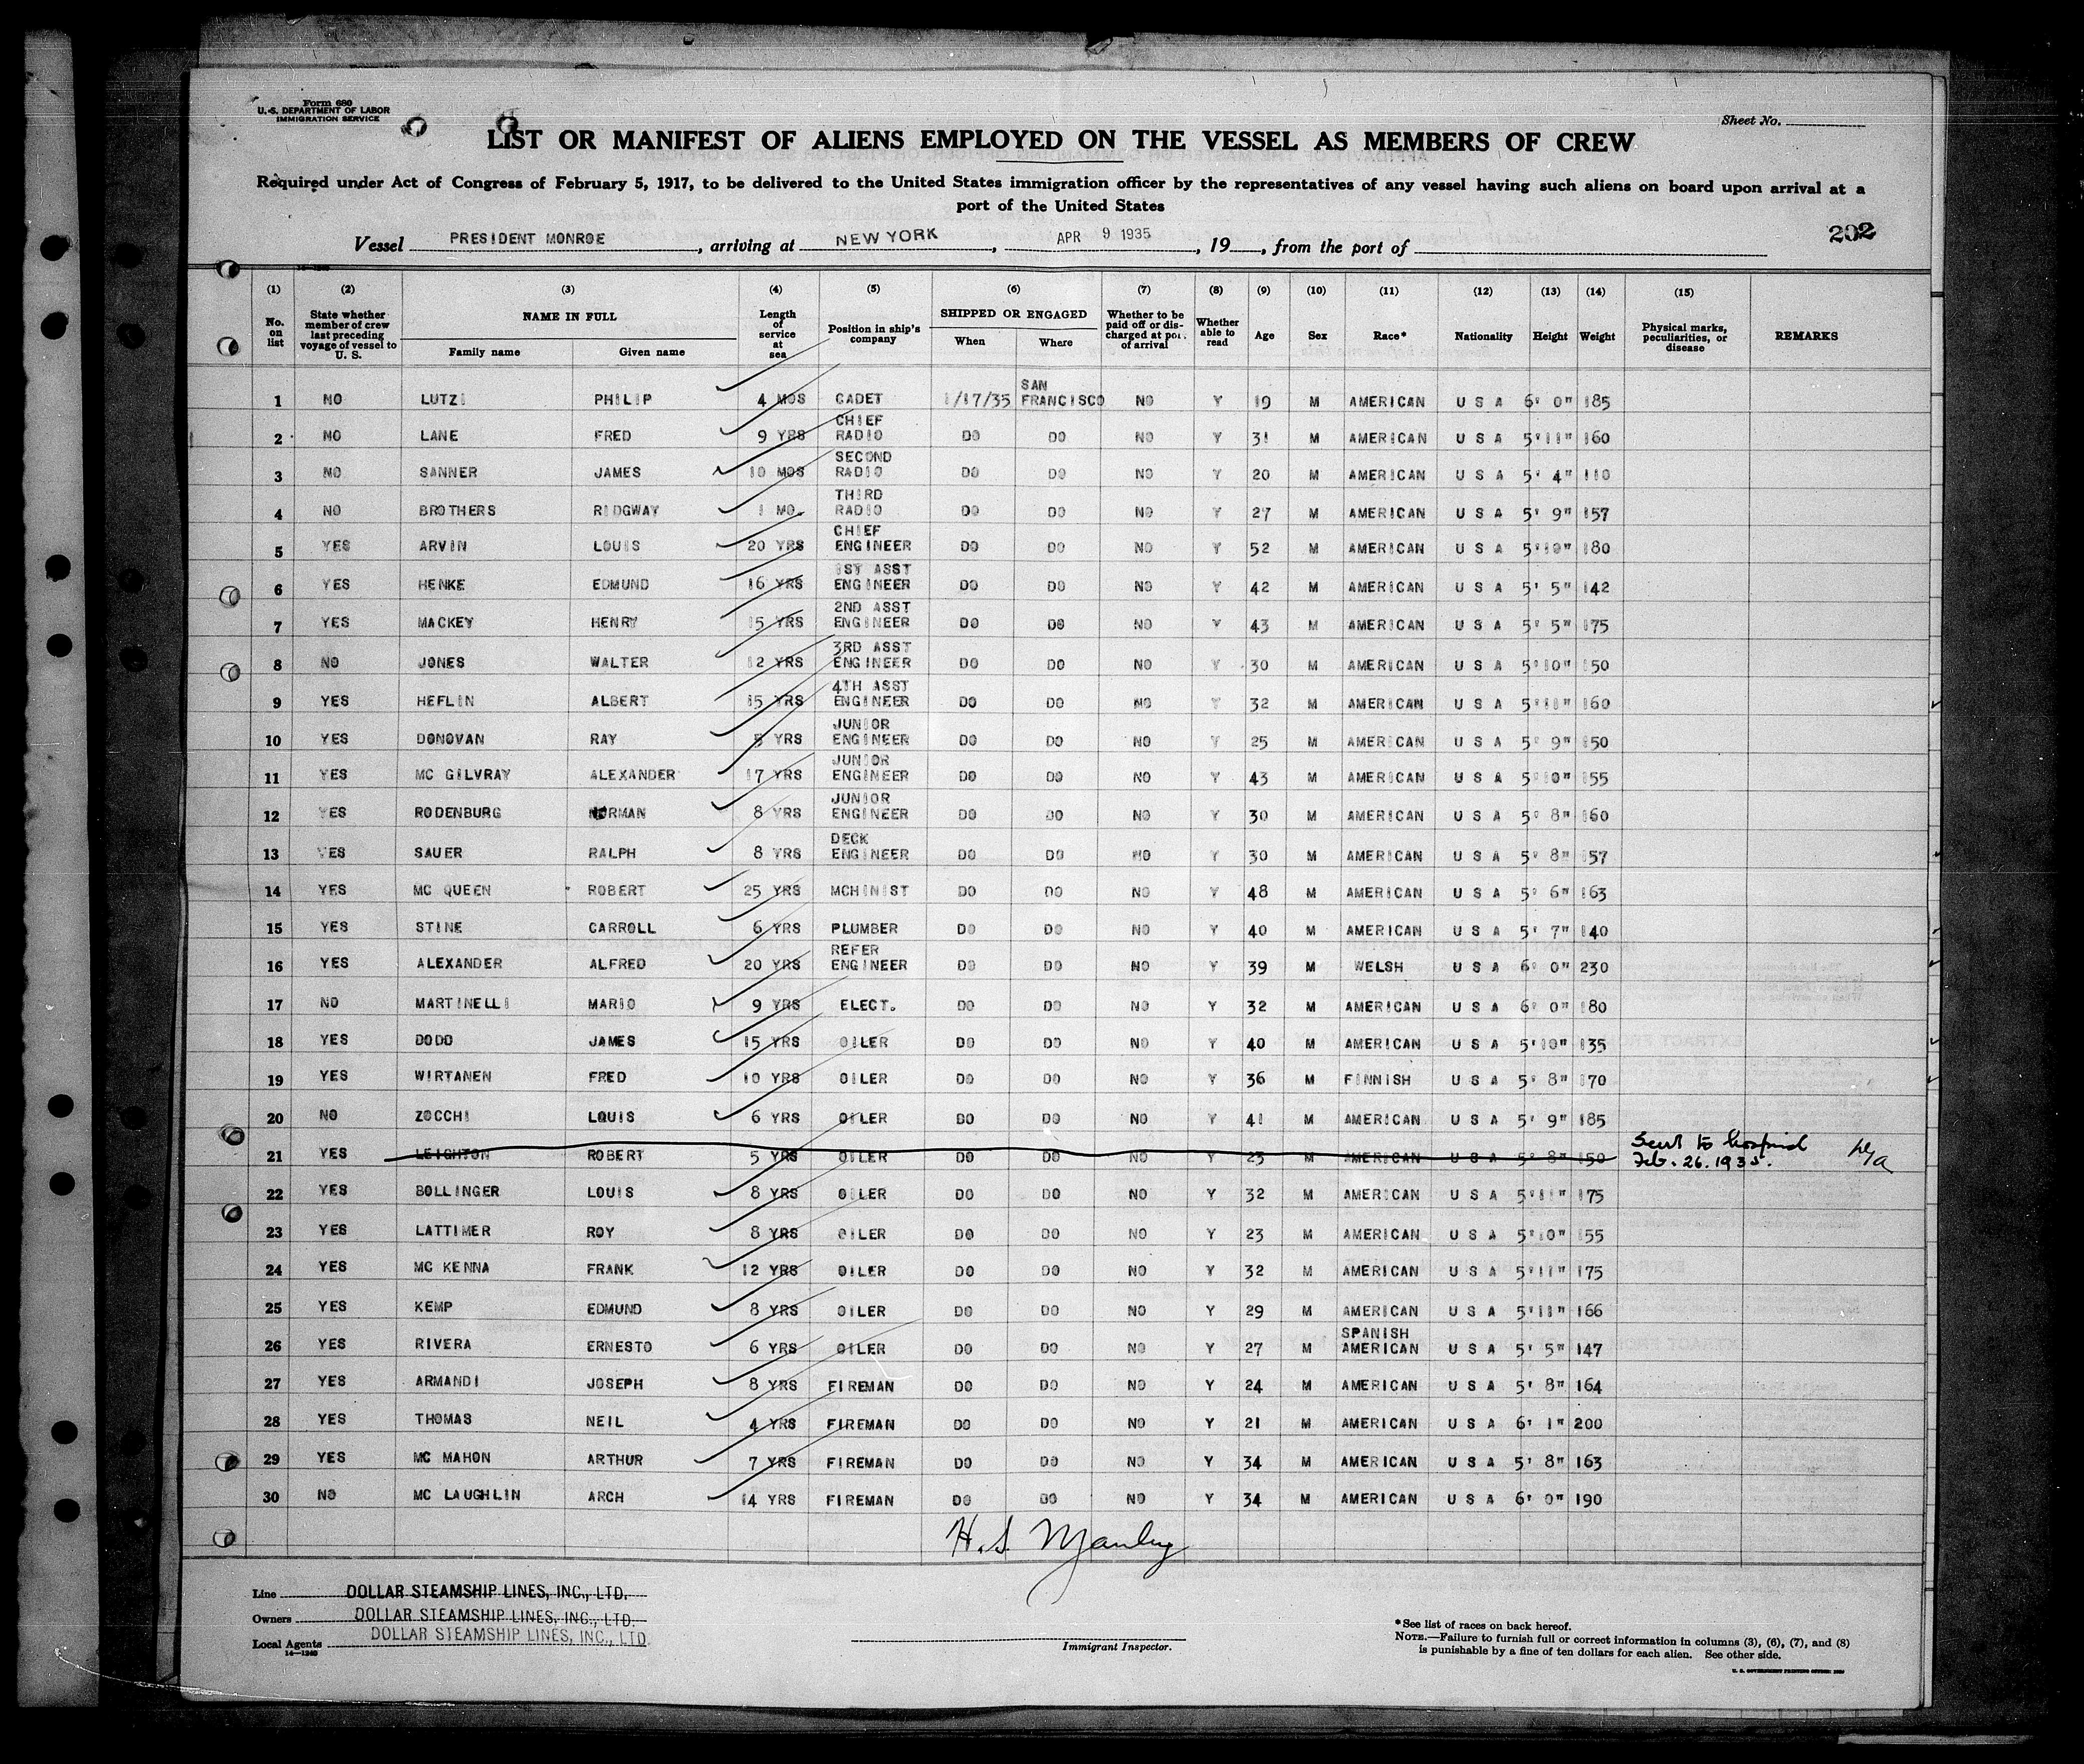 Form 680
U. S. DEPARTMENT OF LABOR
IMMIGRATION SERVICE
Sheet No.
LIST OR MANIFEST OF ALIENS EMPLOYED ON THE VESSEL AS MEMBERS OF CREW
Required under Act of Congress of February 5, 1917, to be delivered to the United States immigration officer by the representatives of any vessel having such aliens on board upon arrival at a
port of the United States
202
Vessel PRESIDENT MONROE, arriving at NEW YORK, APR 9 1935, 19, from the port of
(1) (2) (3) (4) (5) (6) (7) (8) (9) (10) (11) (12) (13) (14) (15)
No. on list State whether member of crew last preceding voyage of vessel to U. S. NAME IN FULL Family name Given name Length of service at sea Position in ship's company SHIPPED OR ENGAGED When Where Whether to be paid off or discharged at port of arrival Whether able to read Age Sex Race* Nationality Height Weight Physical marks, peculiarities, or disease REMARKS
1 NO LUTZI PHILIP 4 MOS CADET 1/17/35 SAN FRANCISCO NO Y 19 M AMERICAN U S A 6' 0" 185
2 NO LANE FRED 9 YRS CHIEF RADIO DO DO NO Y 31 M AMERICAN U S A 5'11" 160
3 NO SANNER JAMES 10 MOS SECOND RADIO DO DO NO Y 20 M AMERICAN U S A 5' 4" 110
4 NO BROTHERS RIDGWAY 1 MO. THIRD RADIO DO DO NO Y 27 M AMERICAN U S A 5' 9" 157
5 YES ARVIN LOUIS 20 YRS CHIEF ENGINEER DO DO NO Y 52 M AMERICAN U S A 5'10" 180
6 YES HENKE EDMUND 16 YRS 1ST ASST ENGINEER DO DO NO Y 42 M AMERICAN U S A 5' 5" 142
7 YES MACKEY HENRY 15 YRS 2ND ASST ENGINEER DO DO NO Y 43 M AMERICAN U S A 5' 5" 175
8 NO JONES WALTER 12 YRS 3RD ASST ENGINEER DO DO NO Y 30 M AMERICAN U S A 5'10" 150
9 YES HEFLIN ALBERT 15 YRS 4TH ASST ENGINEER DO DO NO Y 32 M AMERICAN U S A 5'11" 160
10 YES DONOVAN RAY 5 YRS JUNIOR ENGINEER DO DO NO Y 25 M AMERICAN U S A 5' 9" 150
11 YES MC GILVRAY ALEXANDER 17 YRS JUNIOR ENGINEER DO DO NO Y 43 M AMERICAN U S A 5'10" 155
12 YES RODENBURG NORMAN 8 YRS JUNIOR ENGINEER DO DO NO Y 30 M AMERICAN U S A 5' 8" 160
13 YES SAUER RALPH 8 YRS DECK ENGINEER DO DO NO Y 30 M AMERICAN U S A 5' 8" 157
14 YES MC QUEEN ROBERT 25 YRS MCHINIST DO DO NO Y 48 M AMERICAN U S A 5' 6" 163
15 YES STINE CARROLL 6 YRS PLUMBER DO DO NO Y 40 M AMERICAN U S A 5' 7" 140
16 YES ALEXANDER ALFRED 20 YRS REFER ENGINEER DO DO NO Y 39 M WELSH U S A 6' 0" 230
17 NO MARTINELLI MARIO 9 YRS ELECT. DO DO NO Y 32 M AMERICAN U S A 6' 0" 180
18 YES DODD JAMES 15 YRS OILER DO DO NO Y 40 M AMERICAN U S A 5'10" 135
19 YES WIRTANEN FRED 10 YRS OILER DO DO NO Y 36 M FINNISH U S A 5' 8" 170
20 NO ZOCCHI LOUIS 6 YRS OILER DO DO NO Y 41 M AMERICAN U S A 5' 9" 185
21 YES LEIGHTON ROBERT 5 YRS OILER DO DO NO Y 23 M AMERICAN U S A 5' 8" 150 Sent to hospital Feb. 26. 1935.
22 YES BOLLINGER LOUIS 8 YRS OILER DO DO NO Y 32 M AMERICAN U S A 5'11" 175
23 YES LATTIMER ROY 8 YRS OILER DO DO NO Y 23 M AMERICAN U S A 5'10" 155
24 YES MC KENNA FRANK 12 YRS OILER DO DO NO Y 32 M AMERICAN U S A 5'11" 175
25 YES KEMP EDMUND 8 YRS OILER DO DO NO Y 29 M AMERICAN U S A 5'11" 166
26 YES RIVERA ERNESTO 6 YRS OILER DO DO NO Y 27 M SPANISH AMERICAN U S A 5' 5" 147
27 YES ARMANDI JOSEPH 8 YRS FIREMAN DO DO NO Y 24 M AMERICAN U S A 5' 8" 164
28 YES THOMAS NEIL 4 YRS FIREMAN DO DO NO Y 21 M AMERICAN U S A 6' 1" 200
29 YES MC MAHON ARTHUR 7 YRS FIREMAN DO DO NO Y 34 M AMERICAN U S A 5' 8" 163
30 NO MC LAUGHLIN ARCH 14 YRS FIREMAN DO DO NO Y 34 M AMERICAN U S A 6' 0" 190
H. S. Manley
Line DOLLAR STEAMSHIP LINES, INC., LTD.
Owners DOLLAR STEAMSHIP LINES, INC., LTD.
Local Agents DOLLAR STEAMSHIP LINES, INC., LTD
14—1240
Immigrant Inspector.
*See list of races on back hereof.
NOTE.—Failure to furnish full or correct information in columns (3), (6), (7), and (8)
is punishable by a fine of ten dollars for each alien. See other side.